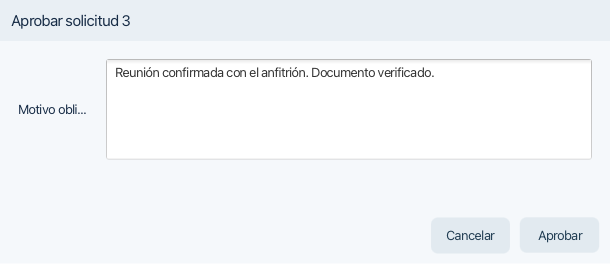 Aprobar solicitud 3
Reunión confirmada con el anfitrión. Documento verificado.
Motivo obli...
Cancelar
Aprobar